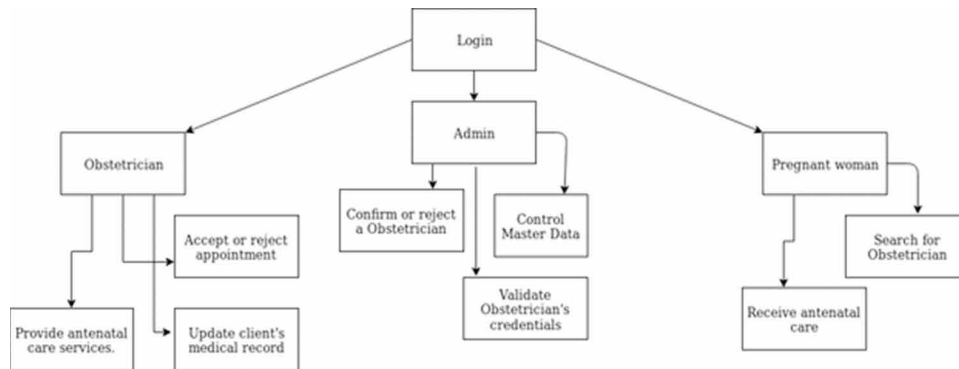 Login
Admin
Obstetrician
Pregnant woman
Confirm or reject
a Obstetrician
Control
Master Data
Accept or reject
appointment
Search for
Obstetrician
Validate
Obstetrician's
credentials
Receive antenatal
care
Provide antenatal
care services.
Update client's
medical record